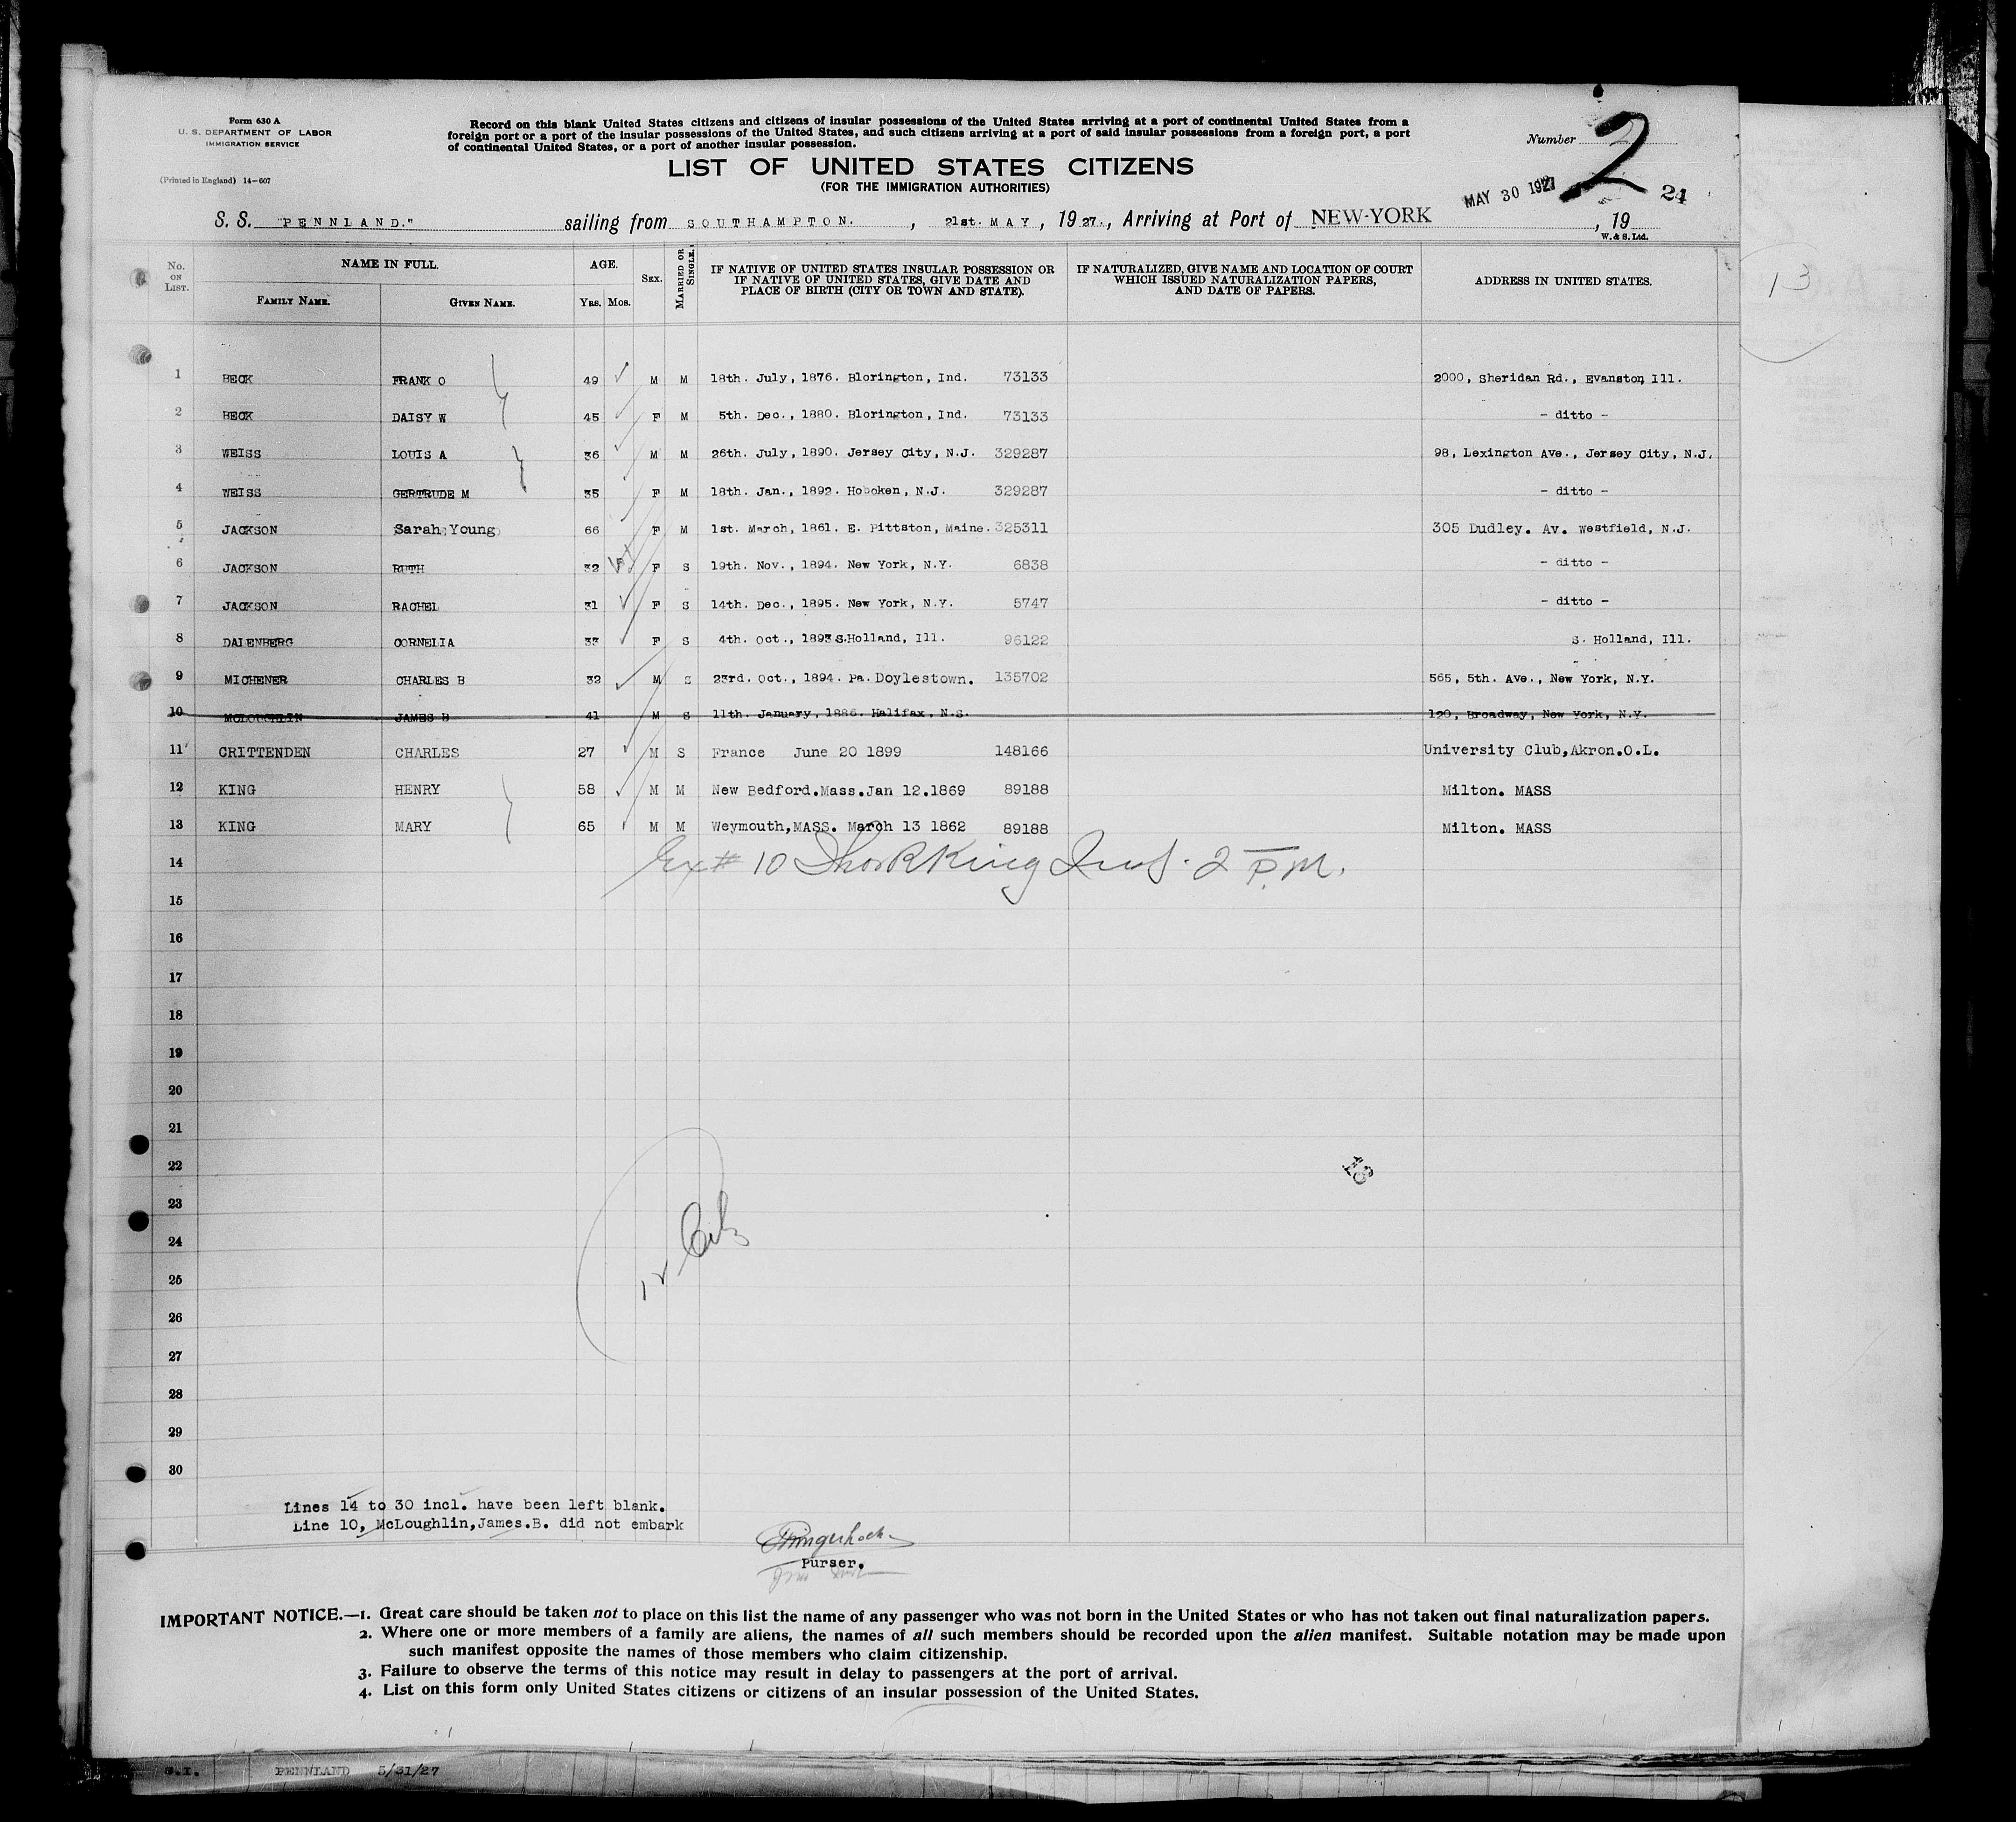 Form 630 A
U. S. DEPARTMENT OF LABOR
IMMIGRATION SERVICE
(Printed in England) 14-607
Record on this blank United States citizens and citizens of insular possessions of the United States arriving at a port of continental United States from a
foreign port or a port of the insular possessions of the United States, and such citizens arriving at a port of said insular possessions from a foreign port, a port
of continental United States, or a port of another insular possession.
LIST OF UNITED STATES CITIZENS
(FOR THE IMMIGRATION AUTHORITIES)
Number 2
2
MAY 30 1927
24
S. S. "PENNLAND." sailing from SOUTHAMPTON. , 21st. MAY , 19 27. , Arriving at Port of NEW-YORK , 19
W. & S. Ltd.
No. ON LIST. NAME IN FULL. AGE. SEX. MARRIED OR SINGLE. IF NATIVE OF UNITED STATES INSULAR POSSESSION OR IF NATIVE OF UNITED STATES, GIVE DATE AND PLACE OF BIRTH (CITY OR TOWN AND STATE). IF NATURALIZED, GIVE NAME AND LOCATION OF COURT WHICH ISSUED NATURALIZATION PAPERS, AND DATE OF PAPERS. ADDRESS IN UNITED STATES.
FAMILY NAME. GIVEN NAME. YRS. MOS.
13
1 BECK FRANK O 49 M M 18th. July, 1876. Blorington, Ind. 73133 2000, Sheridan Rd., Evanston, Ill.
2 BECK DAISY W 45 F M 5th. Dec., 1880. Blorington, Ind. 73133 - ditto -
3 WEISS LOUIS A 36 M M 26th. July, 1890. Jersey City, N.J. 329287 98, Lexington Ave., Jersey City, N.J.
4 WEISS GERTRUDE M 35 F M 18th. Jan., 1892. Hoboken, N.J. 329287 - ditto -
5 JACKSON Sarah Young 66 F M 1st. March, 1861. E. Pittston, Maine. 325311 305 Dudley. Av. Westfield, N.J.
6 JACKSON RUTH 32 F S 19th. Nov., 1894. New York, N.Y. 6838 - ditto -
7 JACKSON RACHEL 31 F S 14th. Dec., 1895. New York, N.Y. 5747 - ditto -
8 DALENBERG CORNELIA 33 F S 4th. Oct., 1893 S.Holland, Ill. 96122 S. Holland, Ill.
9 MICHENER CHARLES B 32 M S 23rd. Oct., 1894. Pa. Doylestown. 135702 565, 5th. Ave., New York, N.Y.
10 MCLOUGHLIN JAMES B 41 M S 11th. January, 1886. Halifax, N.S. 120, Broadway, New York, N.Y.
11 CRITTENDEN CHARLES 27 M S France June 20 1899 148166 University Club,Akron.O.L.
12 KING HENRY 58 M M New Bedford.Mass.Jan 12.1869 89188 Milton. MASS
13 KING MARY 65 M M Weymouth,MASS. March 13 1862 89188 Milton. MASS
14 Ex # 10 2 P.M.
15
16
17
18
19
20
21
22
13
23
24
12 Citz
25
26
27
28
29
30
Lines 14 to 30 incl. have been left blank.
Line 10, McLoughlin,James.B. did not embark
Purser.
IMPORTANT NOTICE.—1. Great care should be taken not to place on this list the name of any passenger who was not born in the United States or who has not taken out final naturalization papers.
2. Where one or more members of a family are aliens, the names of all such members should be recorded upon the alien manifest. Suitable notation may be made upon
such manifest opposite the names of those members who claim citizenship.
3. Failure to observe the terms of this notice may result in delay to passengers at the port of arrival.
4. List on this form only United States citizens or citizens of an insular possession of the United States.
S.I. PENNLAND 5/31/27